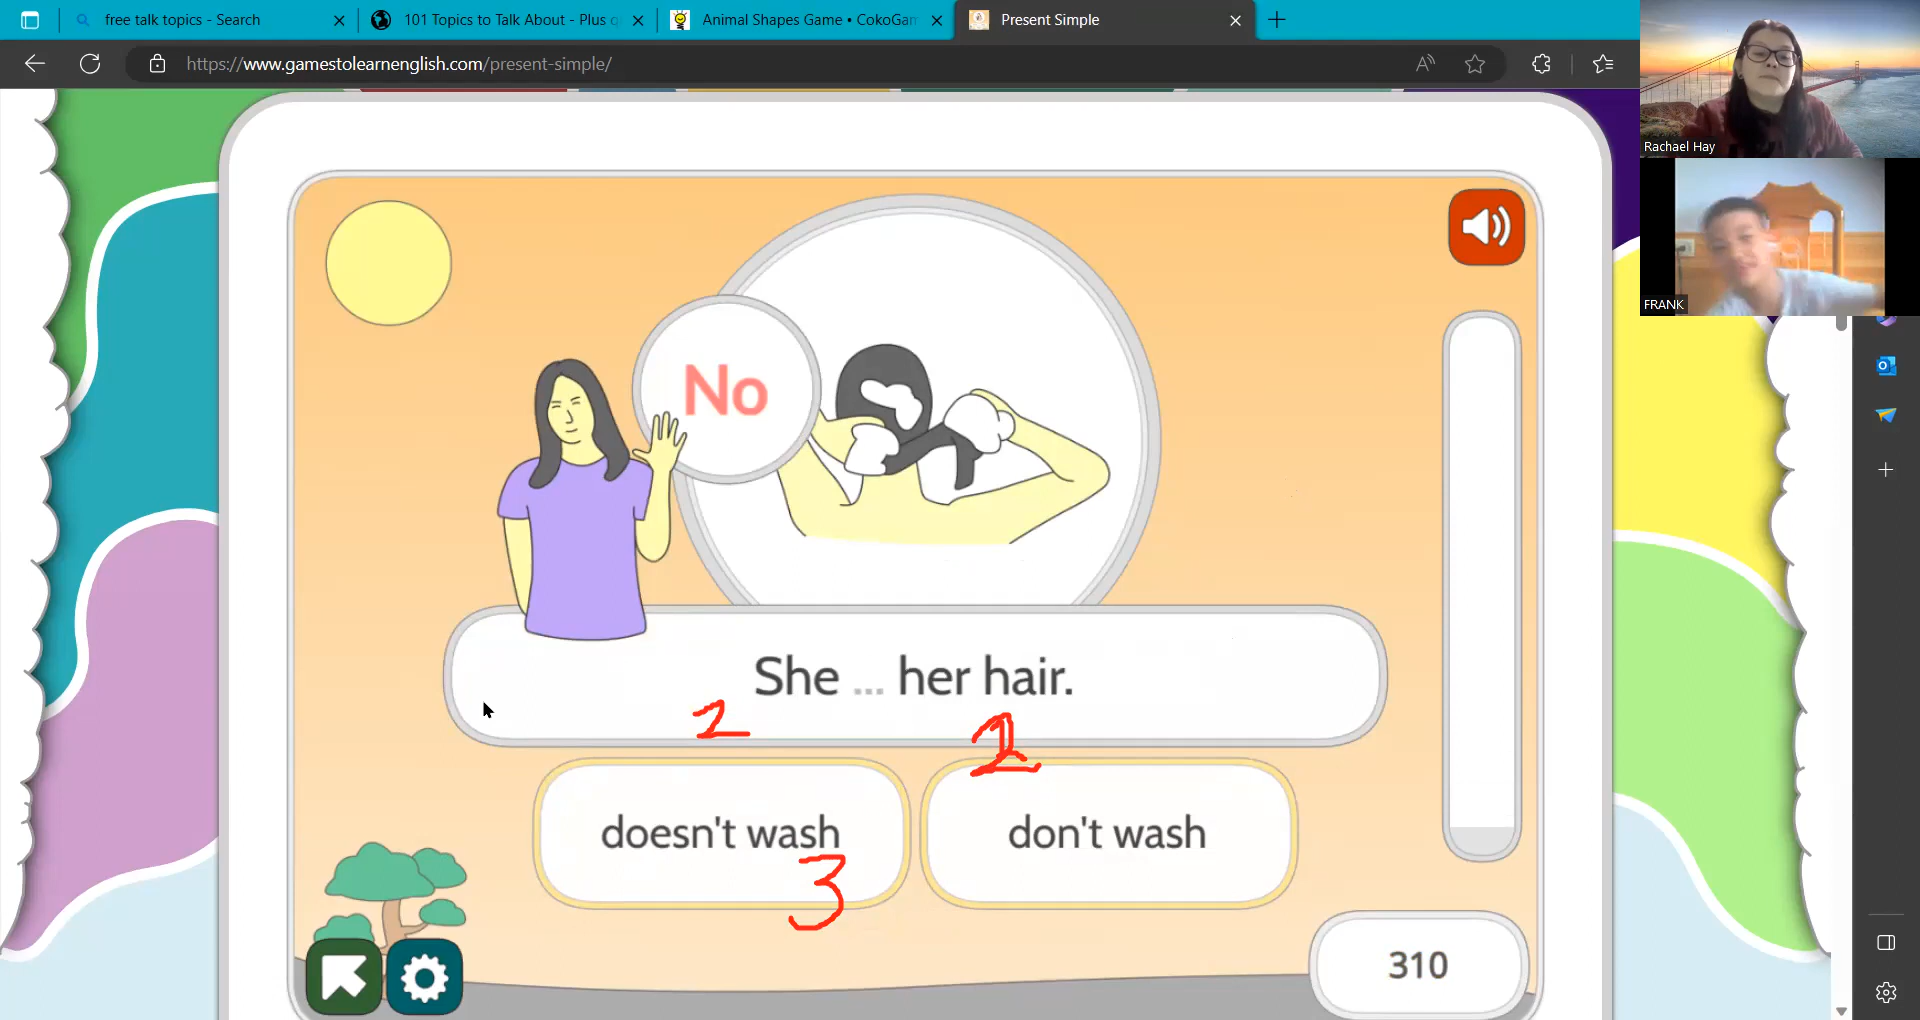 free talk topics - Search
101 Topics to Talk About - Plus q
Animal Shapes Game • CokoGam
Present Simple
https://www.gamestolearnenglish.com/present-simple/
Rachael Hay
FRANK
No
She ... her hair.
2
1
doesn't wash
don't wash
3
310